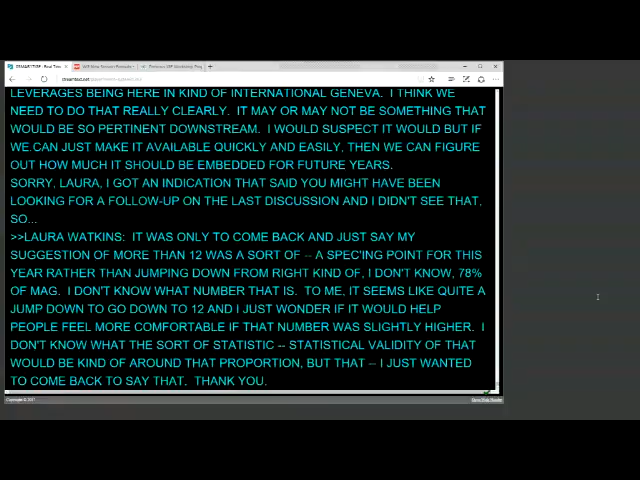 streamtext.net
LEVERAGES BEING HERE IN KIND OF INTERNATIONAL GENEVA. I THINK WE
NEED TO DO THAT REALLY CLEARLY. IT MAY OR MAY NOT BE SOMETHING THAT
WOULD BE SO PERTINENT DOWNSTREAM. I WOULD SUSPECT IT WOULD BUT IF
WE CAN JUST MAKE IT AVAILABLE QUICKLY AND EASILY, THEN WE CAN FIGURE
OUT HOW MUCH IT SHOULD BE EMBEDDED FOR FUTURE YEARS.
SORRY, LAURA, I GOT AN INDICATION THAT SAID YOU MIGHT HAVE BEEN
LOOKING FOR A FOLLOW-UP ON THE LAST DISCUSSION AND I DIDN'T SEE THAT.
SO...
>>LAURA WATKINS: IT WAS ONLY TO COME BACK AND JUST SAY MY
SUGGESTION OF MORE THAN 12 WAS A SORT OF -- A SPEC'ING POINT FOR THIS
YEAR RATHER THAN JUMPING DOWN FROM RIGHT KIND OF, I DON'T KNOW, 78%
OF MAG. I DON'T KNOW WHAT NUMBER THAT IS. TO ME, IT SEEMS LIKE QUITE A
JUMP DOWN TO GO DOWN TO 12 AND I JUST WONDER IF IT WOULD HELP
PEOPLE FEEL MORE COMFORTABLE IF THAT NUMBER WAS SLIGHTLY HIGHER. I
DON'T KNOW WHAT THE SORT OF STATISTIC -- STATISTICAL VALIDITY OF THAT
WOULD BE KIND OF AROUND THAT PROPORTION, BUT THAT -- I JUST WANTED
TO COME BACK TO SAY THAT. THANK YOU.